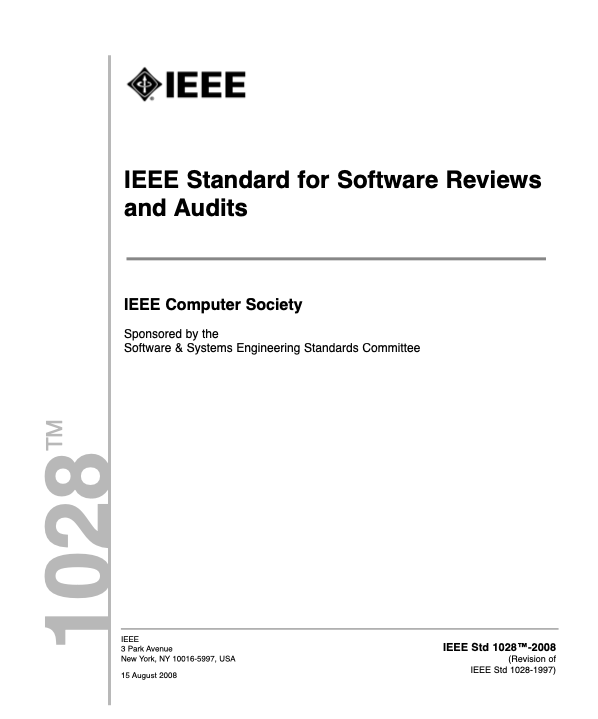 IEEE
IEEE Standard for Software Reviews
and Audits
IEEE Computer Society
Sponsored by the
Software & Systems Engineering Standards Committee
1028™
IEEE
3 Park Avenue
New York, NY 10016-5997, USA
15 August 2008
IEEE Std 1028™-2008
(Revision of
IEEE Std 1028-1997)